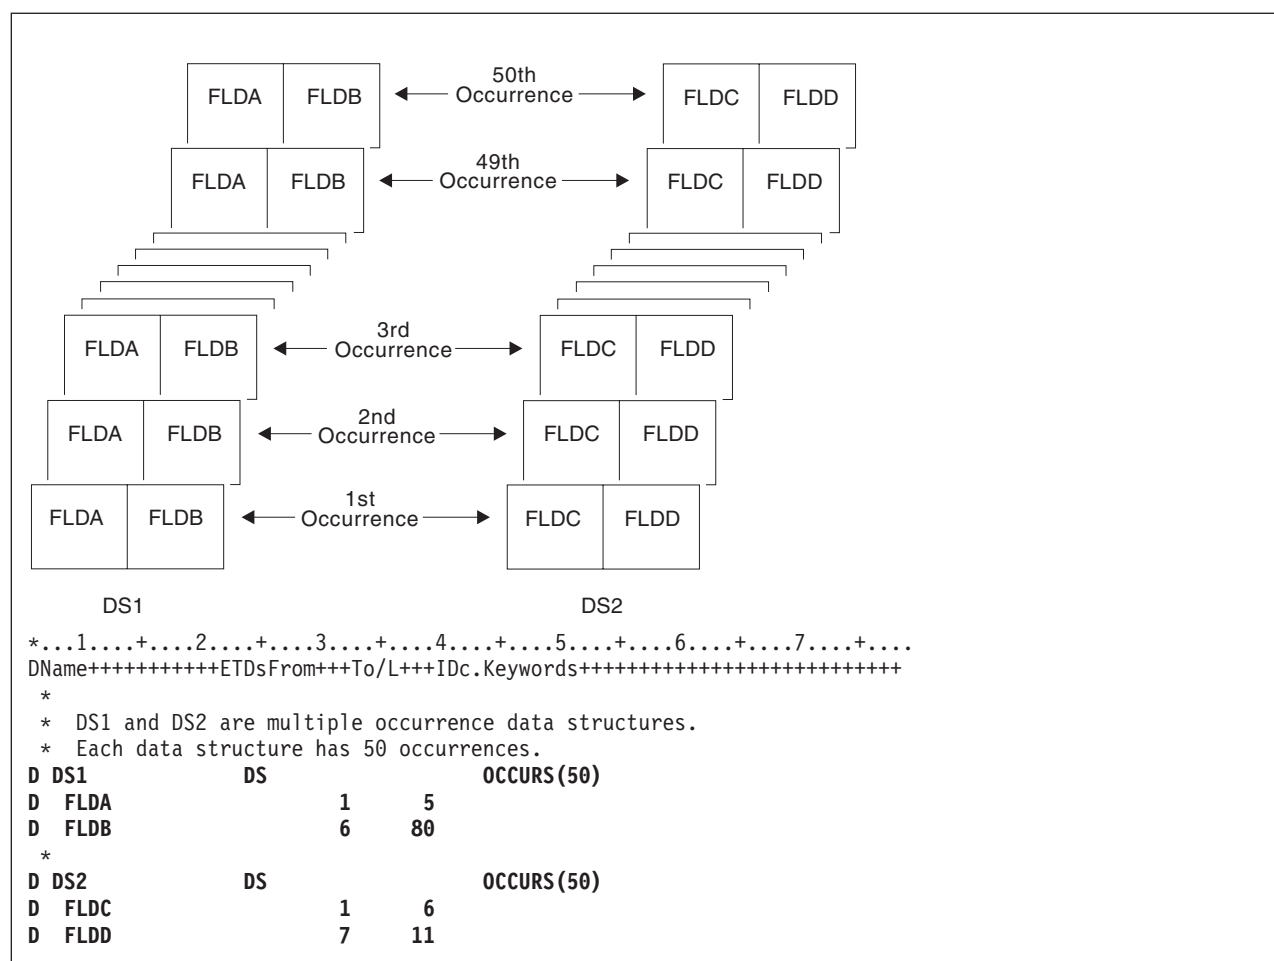 50th
FLDA FLDB Occurrence FLDC FLDD
49th
FLDA FLDB Occurrence FLDC FLDD
3rd
FLDA FLDB Occurrence FLDC FLDD
2nd
FLDA FLDB Occurrence FLDC FLDD
1st
FLDA FLDB Occurrence FLDC FLDD
DS1 DS2
*...1....+....2....+....3....+....4....+....5....+....6....+....7....+....
DName+++++++++++ETDsFrom+++To/L+++IDc.Keywords+++++++++++++++++++++++++++
*
* DS1 and DS2 are multiple occurrence data structures.
* Each data structure has 50 occurrences.
D DS1 DS OCCURS(50)
D FLDA 1 5
D FLDB 6 80
*
D DS2 DS OCCURS(50)
D FLDC 1 6
D FLDD 7 11